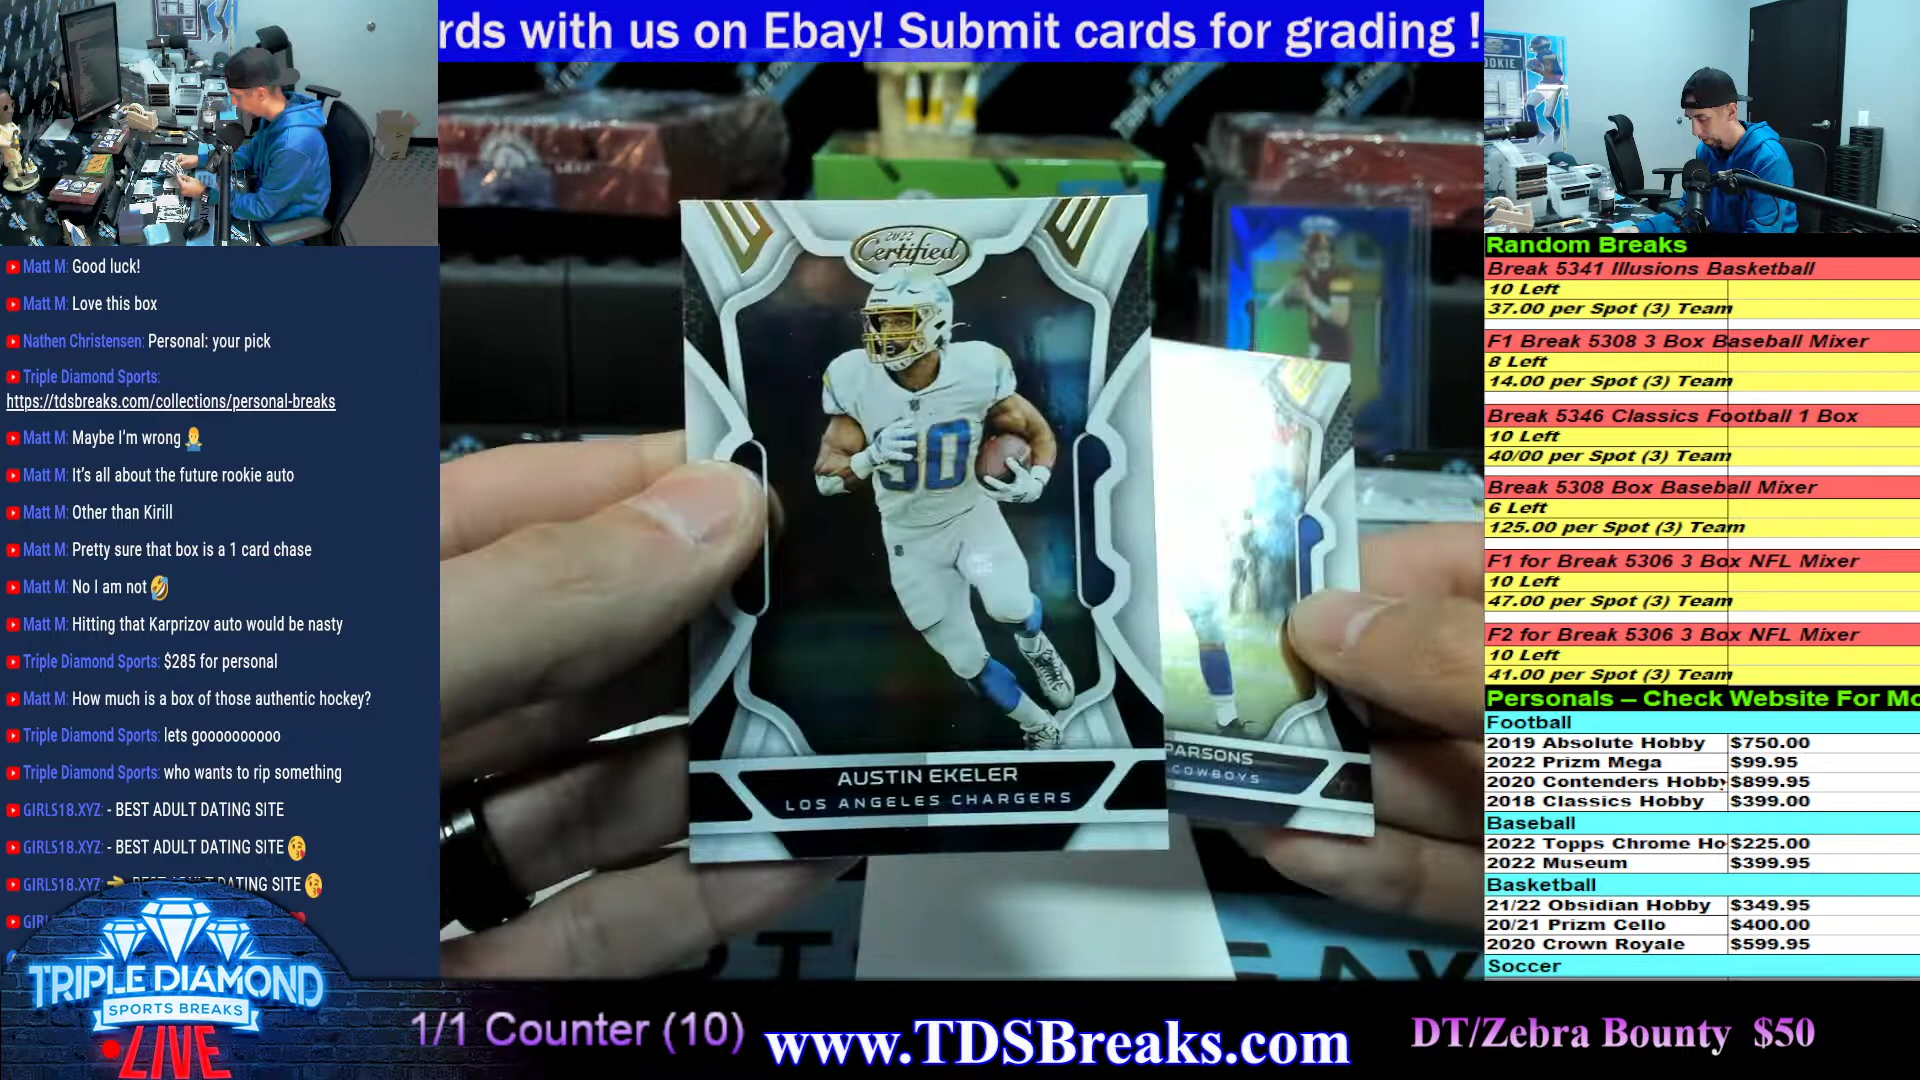 rds with us on Ebay! Submit cards for grading !
OOKIE
Matt M: Good luck!
Matt M: Love this box
Nathen Christensen: Personal: your pick
Triple Diamond Sports:
https://tdsbreaks.com/collections/personal-breaks
Matt M: Maybe I'm wrong
Matt M: It's all about the future rookie auto
Matt M: Other than Kirill
Matt M: Pretty sure that box is a 1 card chase
Matt M: No I am not
Matt M: Hitting that Karprizov auto would be nasty
Triple Diamond Sports: $285 for personal
Matt M: How much is a box of those authentic hockey?
Triple Diamond Sports: lets goooooooooo
Triple Diamond Sports: who wants to rip something
GIRLS18.XYZ: - BEST ADULT DATING SITE
GIRLS18.XYZ: - BEST ADULT DATING SITE
GIRLS18.XYZ: - BEST ADULT DATING SITE
GIRL
TRIPLE DIAMOND
SPORTS BREAKS
LIVE
2022
Certified
30
AUSTIN EKELER
LOS ANGELES CHARGERS
PARSONS
COWBOYS
Random Breaks
Break 5341 Illusions Basketball
10 Left
37.00 per Spot (3) Team
F1 Break 5308 3 Box Baseball Mixer
8 Left
14.00 per Spot (3) Team
Break 5346 Classics Football 1 Box
10 Left
40/00 per Spot (3) Team
Break 5308 Box Baseball Mixer
6 Left
125.00 per Spot (3) Team
F1 for Break 5306 3 Box NFL Mixer
10 Left
47.00 per Spot (3) Team
F2 for Break 5306 3 Box NFL Mixer
10 Left
41.00 per Spot (3) Team
Personals – Check Website For Mo
Football
2019 Absolute Hobby $750.00
2022 Prizm Mega $99.95
2020 Contenders Hobby $899.95
2018 Classics Hobby $399.00
Baseball
2022 Topps Chrome Ho $225.00
2022 Museum $399.95
Basketball
21/22 Obsidian Hobby $349.95
20/21 Prizm Cello $400.00
2020 Crown Royale $599.95
Soccer
1/1 Counter (10)
www.TDSBreaks.com
DT/Zebra Bounty $50